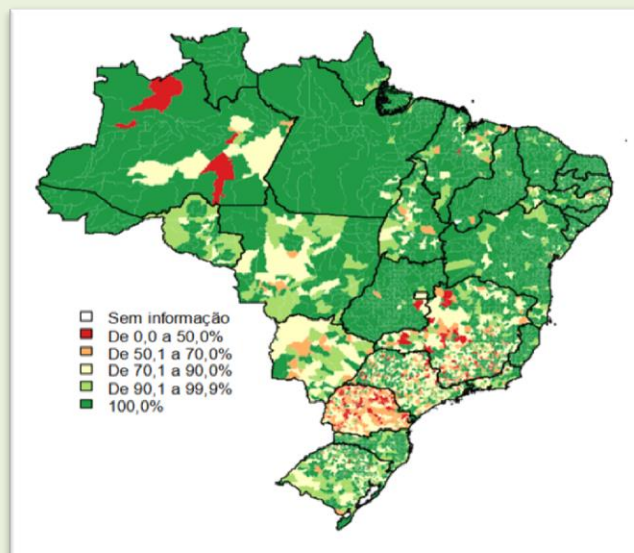 Sem informação
De 0,0 a 50,0%
De 50,1 a 70,0%
De 70,1 a 90,0%
De 90,1 a 99,9%
100,0%